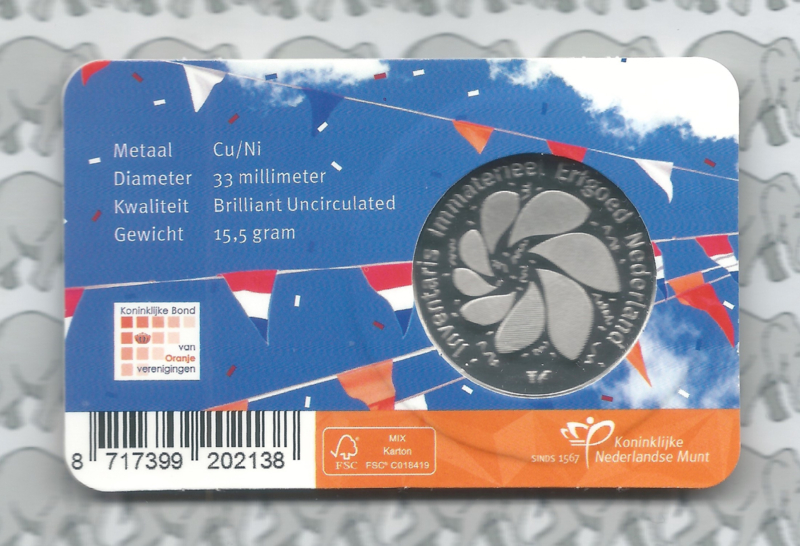 Metaal Cu/Ni
Diameter 33 millimeter
Kwaliteit Brilliant Uncirculated
Gewicht 15,5 gram
Inventaris Immaterieel Erfgoed Nederland
Koninklijke Bond
van
Oranje
verenigingen
8 717399 202138
FSC
MIX
Karton
FSC® C018419
SINDS 1567
Koninklijke
Nederlandse Munt